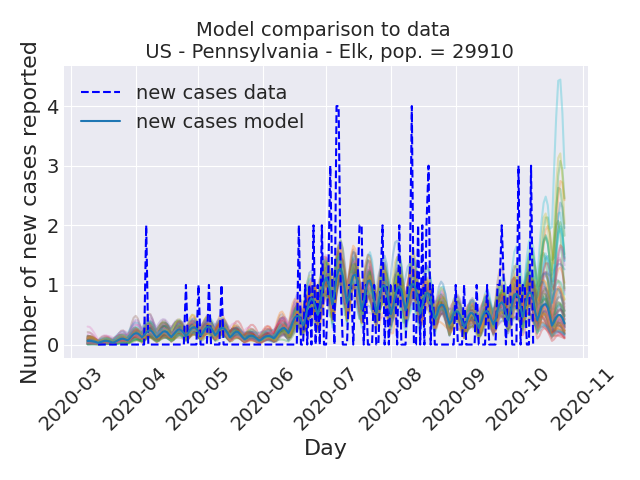 Model comparison to data
US - Pennsylvania - Elk, pop. = 29910
Number of new cases reported
new cases data
new cases model
4
3
2
1
0
2020-03
2020-04
2020-05
2020-06
2020-07
2020-08
2020-09
2020-10
2020-11
Day